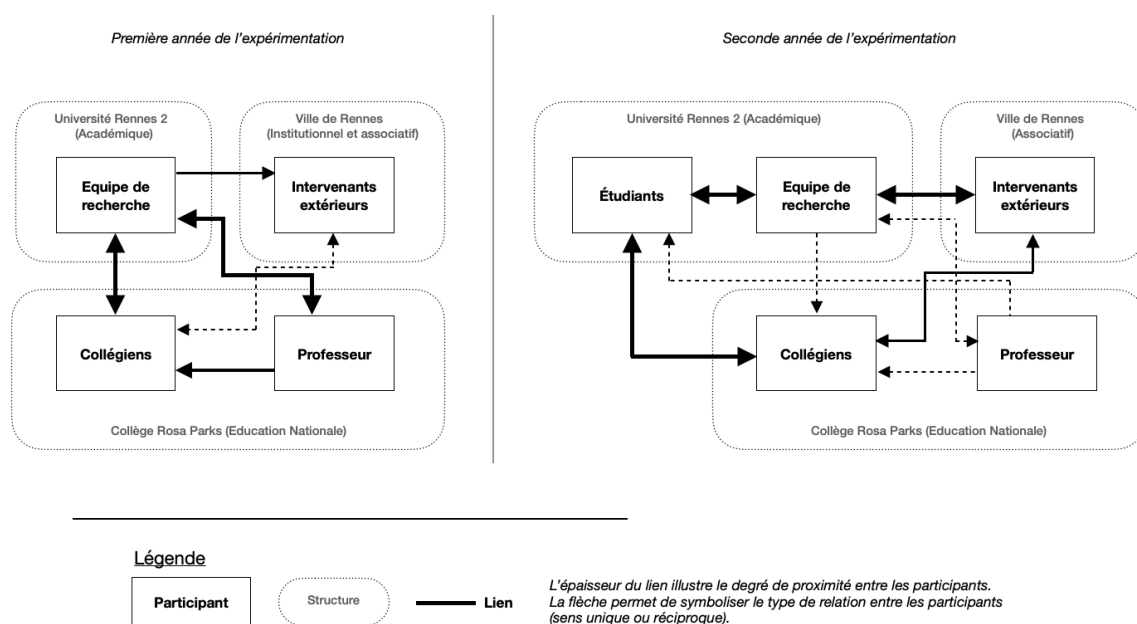 Première année de l'expérimentation
Université Rennes 2
(Académique)
Ville de Rennes
(Institutionnel et associatif)
Equipe de
recherche
Intervenants
extérieurs
Collégiens
Professeur
Collège Rosa Parks (Education Nationale)
Seconde année de l'expérimentation
Université Rennes 2 (Académique)
Ville de Rennes
(Associatif)
Étudiants
Equipe de
recherche
Intervenants
extérieurs
Collégiens
Professeur
Collège Rosa Parks (Education Nationale)
Légende
Participant
Structure
Lien
L'épaisseur du lien illustre le degré de proximité entre les participants.
La flèche permet de symboliser le type de relation entre les participants
(sens unique ou réciproque).